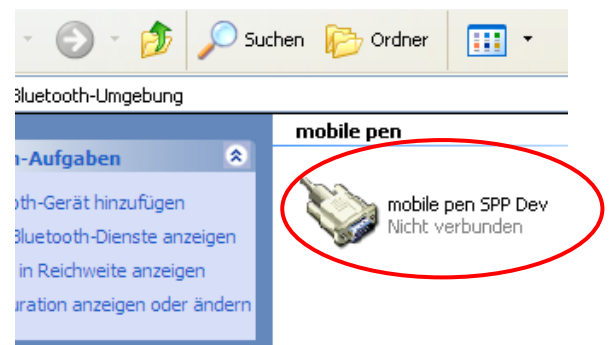 Suchen Ordner
Bluetooth-Umgebung
mobile pen
-Aufgaben
mobile pen SPP Dev
Nicht verbunden
oth-Gerät hinzufügen
Bluetooth-Dienste anzeigen
in Reichweite anzeigen
uration anzeigen oder ändern